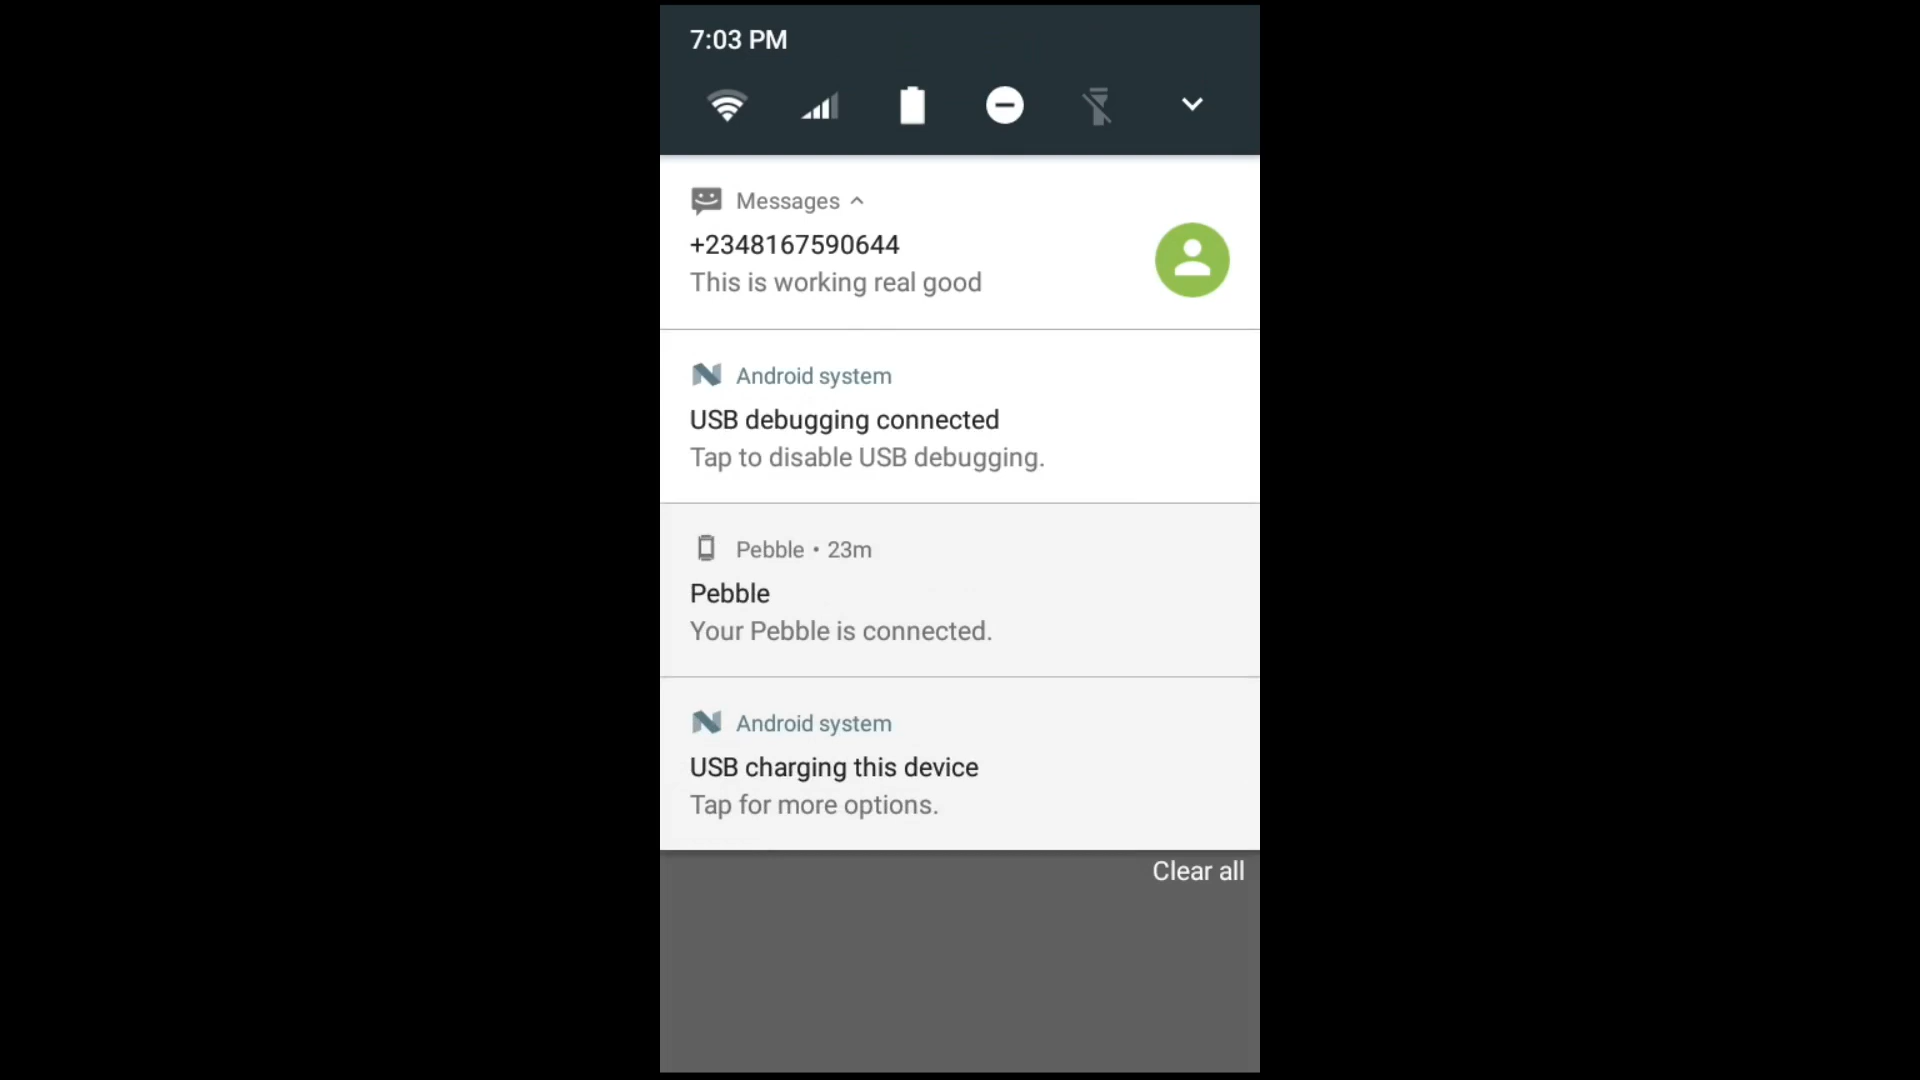 7:03 PM
Messages
+2348167590644
This is working real good
Android system
USB debugging connected
Tap to disable USB debugging.
Pebble • 23m
Pebble
Your Pebble is connected.
Android system
USB charging this device
Tap for more options.
Clear all